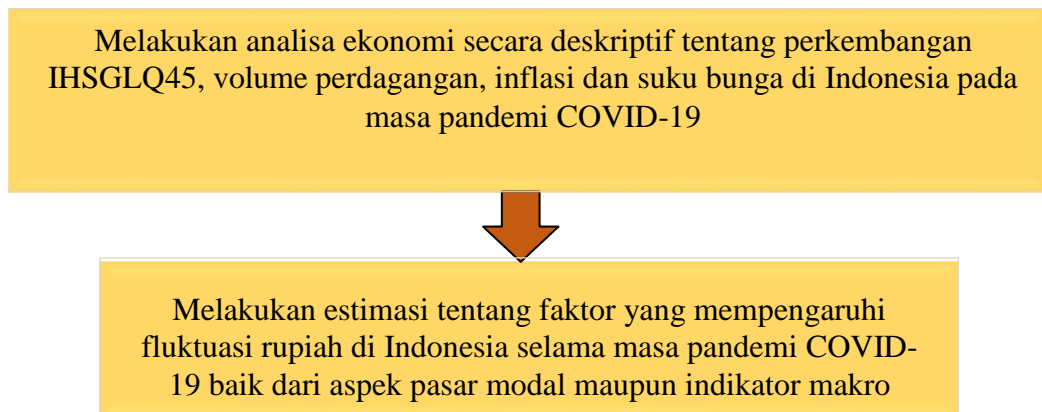 Melakukan analisa ekonomi secara deskriptif tentang perkembangan
IHSGLQ45, volume perdagangan, inflasi dan suku bunga di Indonesia pada
masa pandemi COVID-19
Melakukan estimasi tentang faktor yang mempengaruhi
fluktuasi rupiah di Indonesia selama masa pandemi COVID-
19 baik dari aspek pasar modal maupun indikator makro